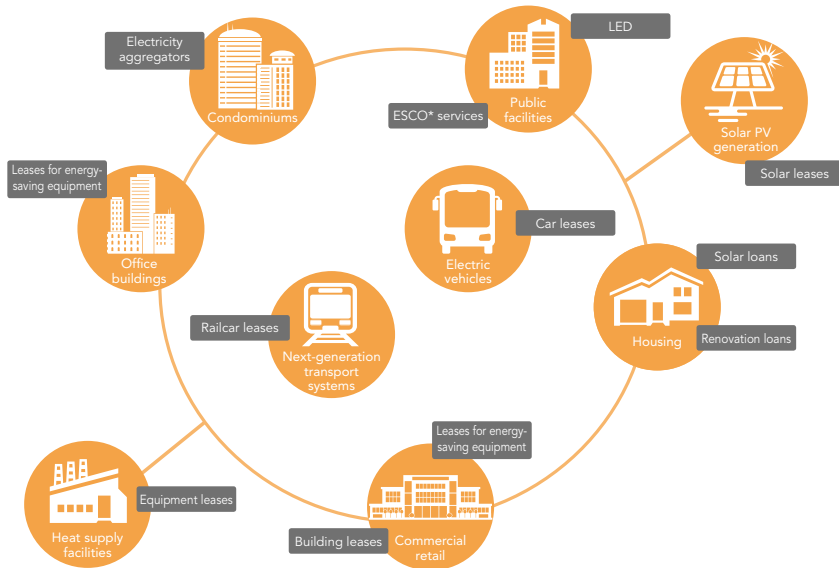 Electricity
aggregators
Condominiums
LED
ESCO* services
Public
facilities
Solar PV
generation
Solar leases
Leases for energy-
saving equipment
Office
buildings
Car leases
Electric
vehicles
Solar loans
Housing
Renovation loans
Railcar leases
Next-generation
transport
systems
Leases for energy-
saving equipment
Equipment leases
Heat supply
facilities
Building leases
Commercial
retail